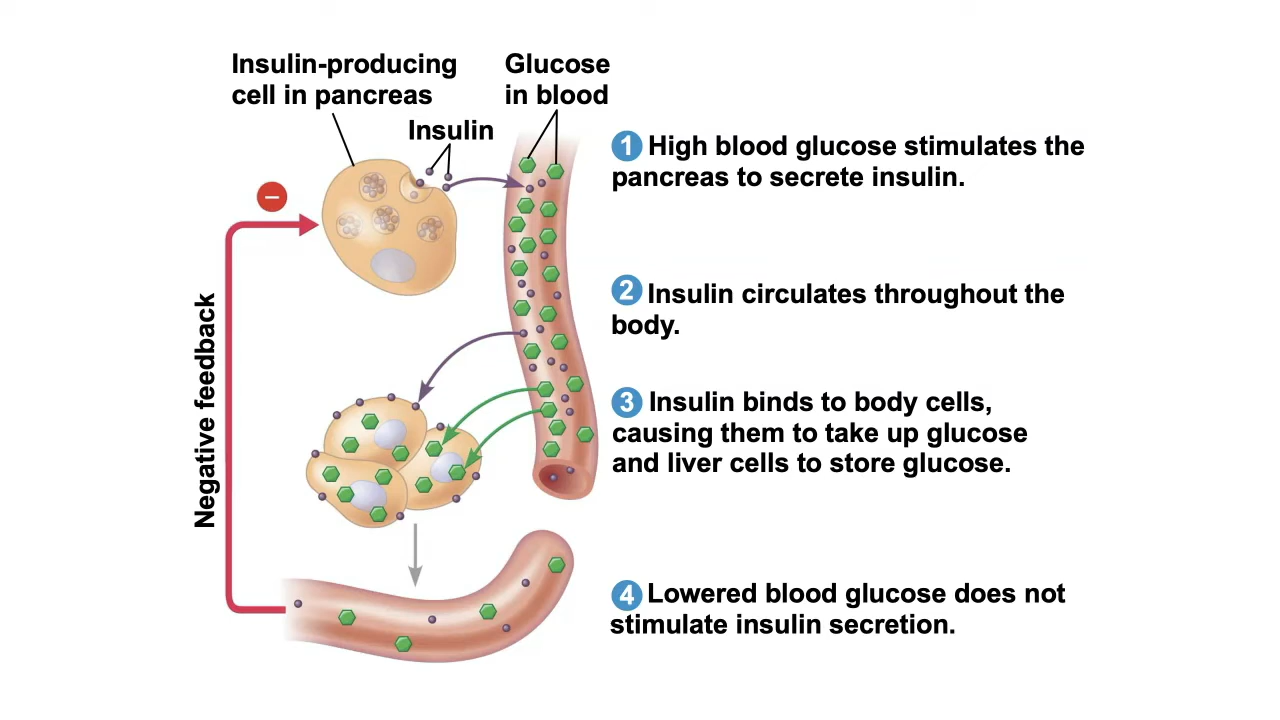 Insulin-producing
cell in pancreas
Glucose
in blood
Insulin
1 High blood glucose stimulates the
pancreas to secrete insulin.
2 Insulin circulates throughout the
body.
3 Insulin binds to body cells,
causing them to take up glucose
and liver cells to store glucose.
4 Lowered blood glucose does not
stimulate insulin secretion.
Negative feedback